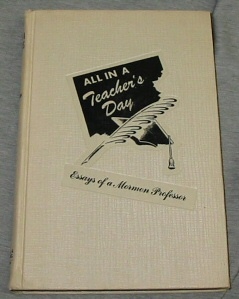 ALL IN A
Teacher's
Day
Essays of a Mormon Professor